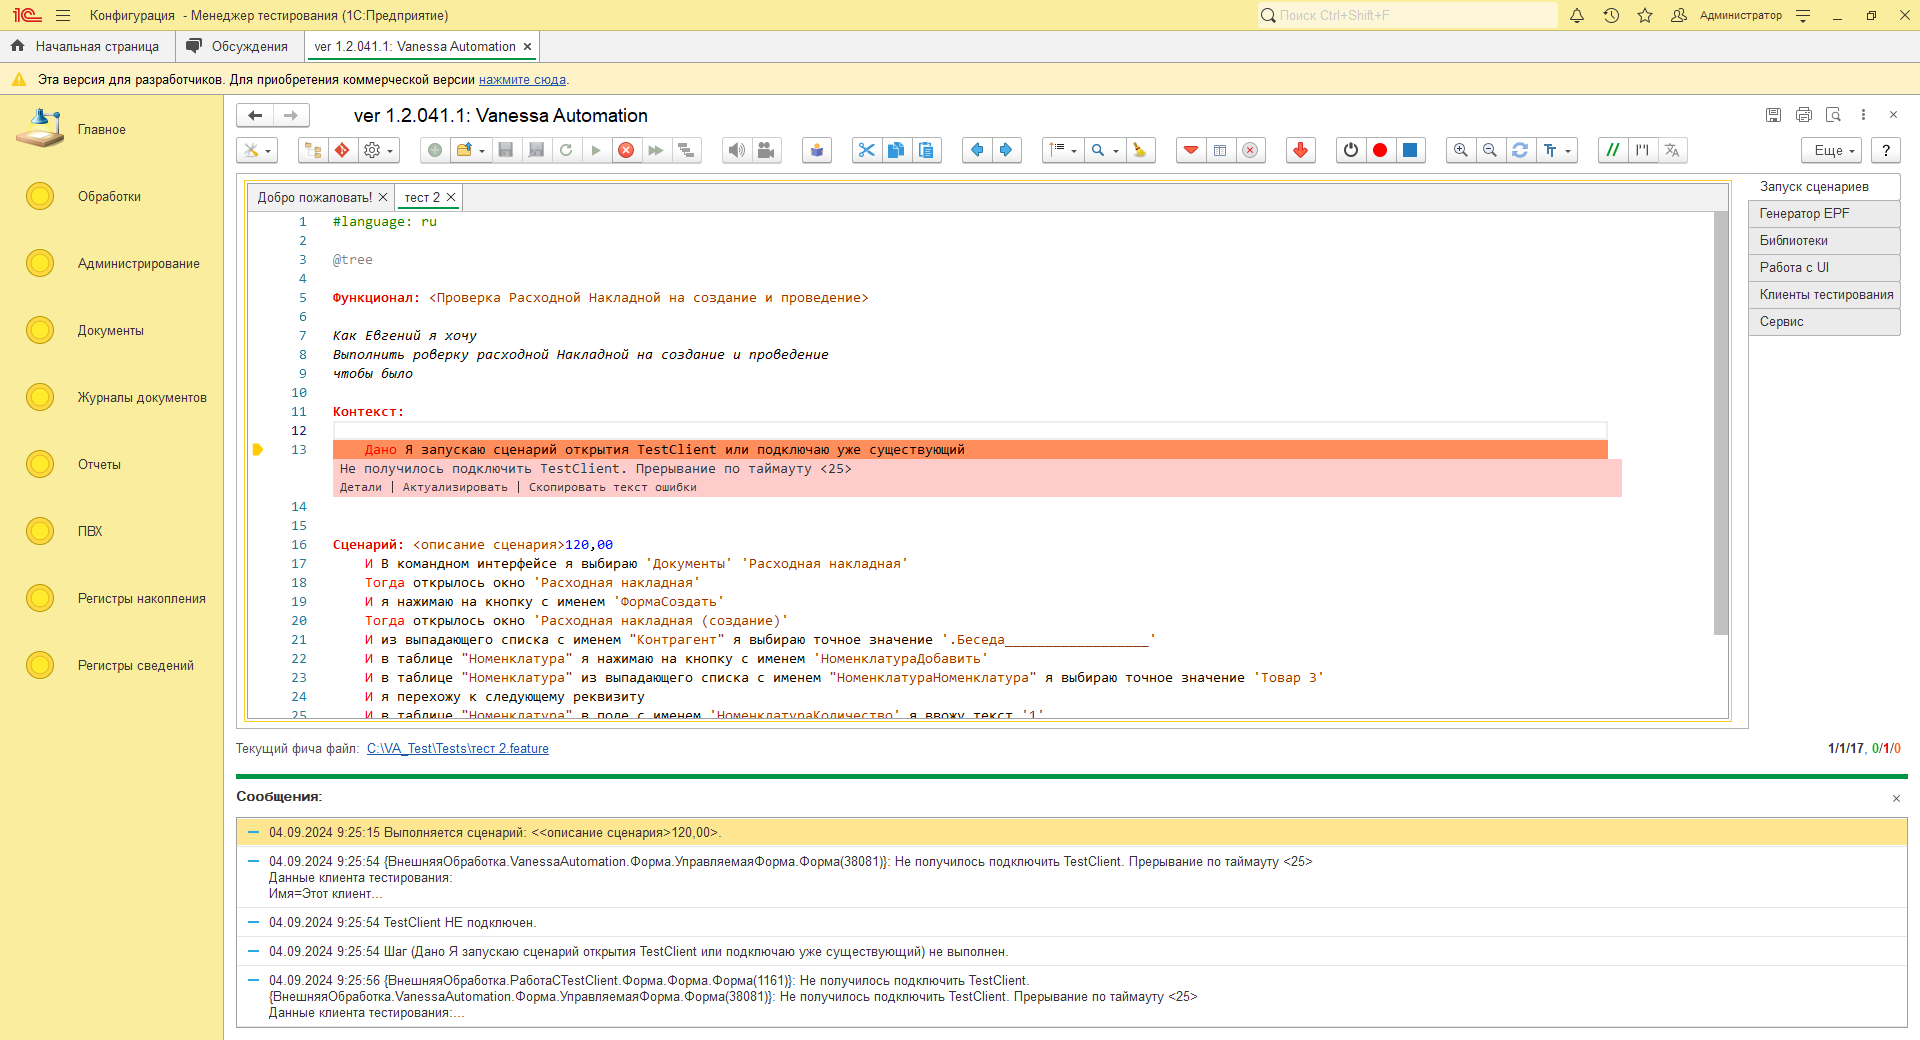 1С Конфигурация - Менеджер тестирования (1С:Предприятие)
Поиск Ctrl+Shift+F
Администратор
Начальная страница
Обсуждения
ver 1.2.041.1: Vanessa Automation
Эта версия для разработчиков. Для приобретения коммерческой версии нажмите сюда.
Главное
Обработки
Администрирование
Документы
Журналы документов
Отчеты
ПВХ
Регистры накопления
Регистры сведений
ver 1.2.041.1: Vanessa Automation
Еще
?
Добро пожаловать!
тест 2
1 #language: ru
2
3 @tree
4
5 Функционал: <Проверка Расходной Накладной на создание и проведение>
6
7 Как Евгений я хочу
8 Выполнить роверку расходной Накладной на создание и проведение
9 чтобы было
10
11 Контекст:
12
13 Дано Я запускаю сценарий открытия TestClient или подключаю уже существующий
Не получилось подключить TestClient. Прерывание по таймауту <25>
Детали | Актуализировать | Скопировать текст ошибки
14
15
16 Сценарий: <описание сценария>120,00
17 И В командном интерфейсе я выбираю 'Документы' 'Расходная накладная'
18 Тогда открылось окно 'Расходная накладная'
19 И я нажимаю на кнопку с именем 'ФормаСоздать'
20 Тогда открылось окно 'Расходная накладная (создание)'
21 И из выпадающего списка с именем "Контрагент" я выбираю точное значение '.Беседа__________________'
22 И в таблице "Номенклатура" я нажимаю на кнопку с именем 'НоменклатураДобавить'
23 И в таблице "Номенклатура" из выпадающего списка с именем "НоменклатураНоменклатура" я выбираю точное значение 'Товар 3'
24 И я перехожу к следующему реквизиту
25 И в таблице "Номенклатура" в поле с именем 'НоменклатураКоличество' я ввожу текст '1'
Запуск сценариев
Генератор EPF
Библиотеки
Работа с UI
Клиенты тестирования
Сервис
Текущий фича файл: C:\VA_Test\Tests\тест 2.feature
1/1/17, 0/1/0
Сообщения:
04.09.2024 9:25:15 Выполняется сценарий: <<описание сценария>120,00>.
04.09.2024 9:25:54 {ВнешняяОбработка.VanessaAutomation.Форма.УправляемаяФорма.Форма(38081)}: Не получилось подключить TestClient. Прерывание по таймауту <25>
Данные клиента тестирования:
Имя=Этот клиент...
04.09.2024 9:25:54 TestClient НЕ подключен.
04.09.2024 9:25:54 Шаг (Дано Я запускаю сценарий открытия TestClient или подключаю уже существующий) не выполнен.
04.09.2024 9:25:56 {ВнешняяОбработка.РаботаСTestClient.Форма.Форма.Форма(1161)}: Не получилось подключить TestClient.
{ВнешняяОбработка.VanessaAutomation.Форма.УправляемаяФорма.Форма(38081)}: Не получилось подключить TestClient. Прерывание по таймауту <25>
Данные клиента тестирования:...